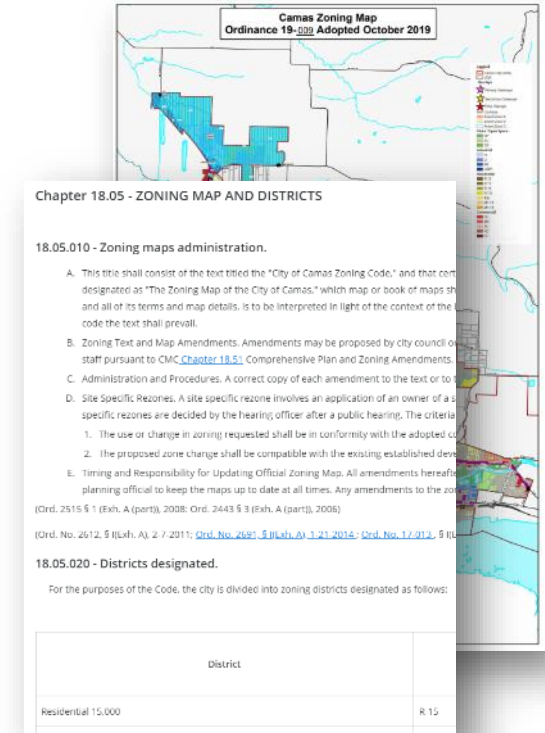 Camas Zoning Map
Ordinance 19-009 Adopted October 2019
Chapter 18.05 - ZONING MAP AND DISTRICTS
18.05.010 - Zoning maps administration.
A. This title shall consist of the text titled the "City of Camas Zoning Code," and that cert
designated as "The Zoning Map of the City of Camas," which map or book of maps sh
and all of its terms and map details, is to be interpreted in light of the context of the
code the text shall prevail.
B. Zoning Text and Map Amendments. Amendments may be proposed by city council o
staff pursuant to CMC Chapter 18.51 Comprehensive Plan and Zoning Amendments.
C. Administration and Procedures. A correct copy of each amendment to the text or to t
D. Site Specific Rezones. A site specific rezone involves an application of an owner of a s
specific rezones are decided by the hearing officer after a public hearing. The criteria
1. The use or change in zoning requested shall be in conformity with the adopted co
2. The proposed zone change shall be compatible with the existing established deve
E. Timing and Responsibility for Updating Official Zoning Map. All amendments hereafte
planning official to keep the maps up to date at all times. Any amendments to the zon
(Ord. 2515 § 1 (Exh. A (part)), 2008: Ord. 2443 § 3 (Exh. A (part)), 2006)
(Ord. No. 2612, § I(Exh. A), 2-7-2011; Ord. No. 2691, § I(Exh. A), 1-21-2014; Ord. No. 17-013, § I(E
18.05.020 - Districts designated.
For the purposes of the Code, the city is divided into zoning districts designated as follows:
District
Residential 15,000 R-15